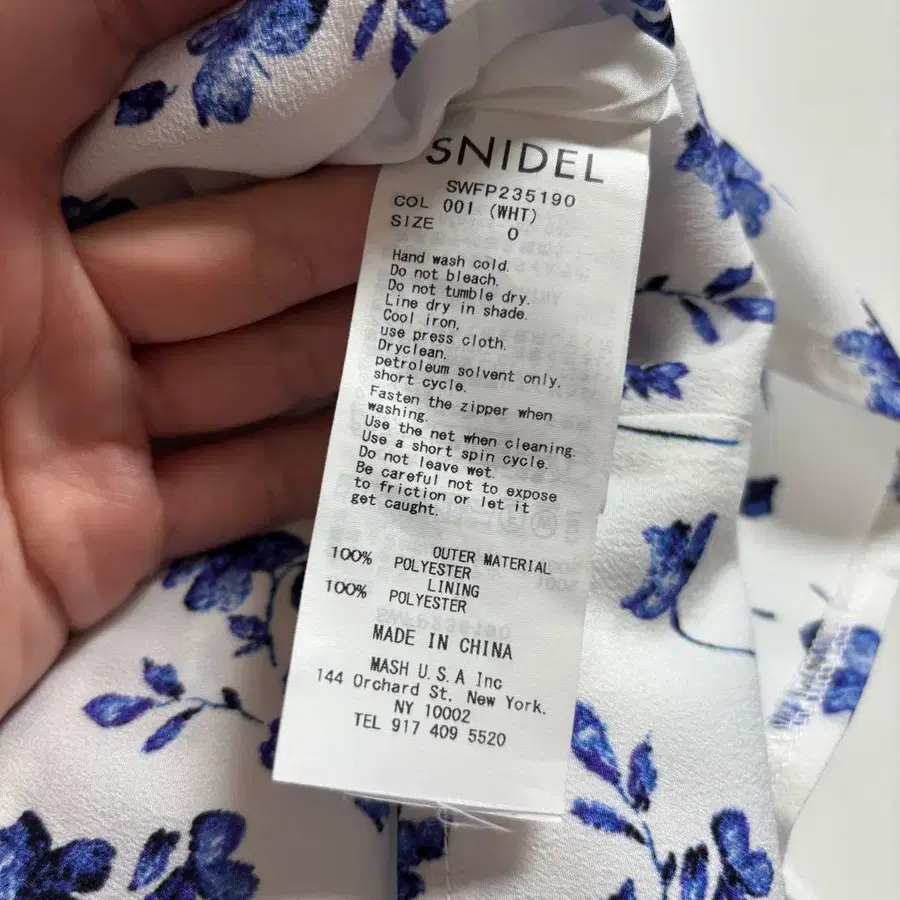 SNIDEL
SWFP235190
COL 001 (WHT)
SIZE 0
Hand wash cold.
Do not bleach.
Do not tumble dry.
Line dry in shade.
Cool iron,
use press cloth.
Dryclean.
petroleum solvent only.
short cycle.
Fasten the zipper when
washing.
Use the net when cleaning.
Use a short spin cycle.
Do not leave wet.
Be careful not to expose
to friction or let it
get caught.
OUTER MATERIAL
100% POLYESTER
LINING
100% POLYESTER
MADE IN CHINA
MASH U.S.A Inc
144 Orchard St. New York.
NY 10002
TEL 917 409 5520